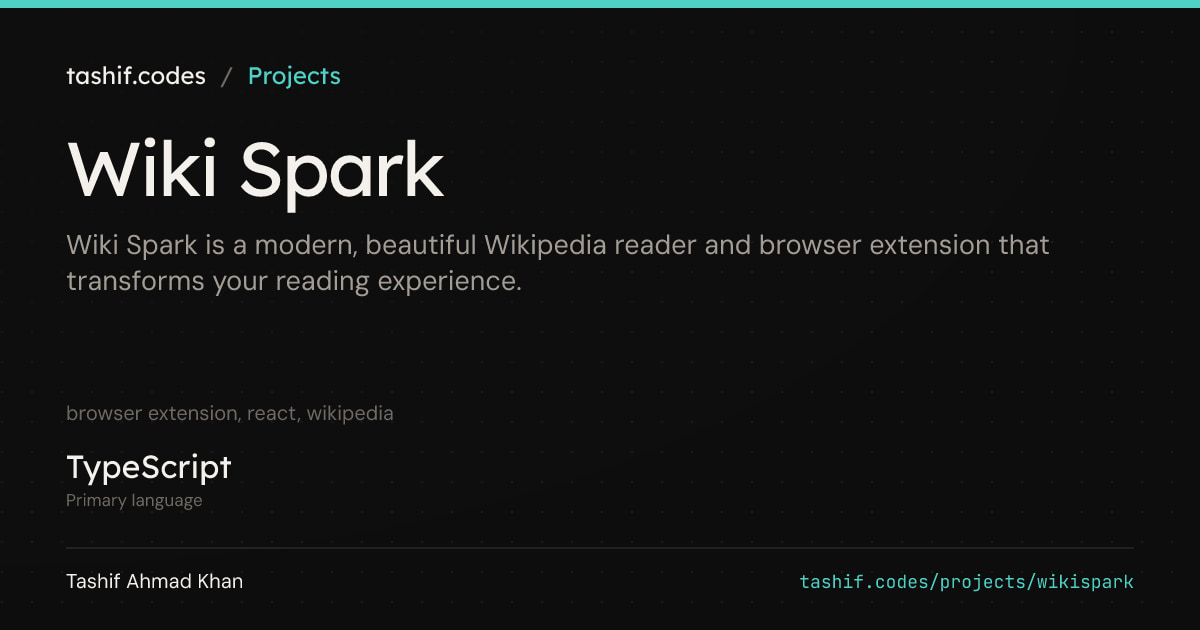 tashif.codes / Projects
Wiki Spark
Wiki Spark is a modern, beautiful Wikipedia reader and browser extension that
transforms your reading experience.
browser extension, react, wikipedia
TypeScript
Primary language
Tashif Ahmad Khan
tashif.codes/projects/wikispark